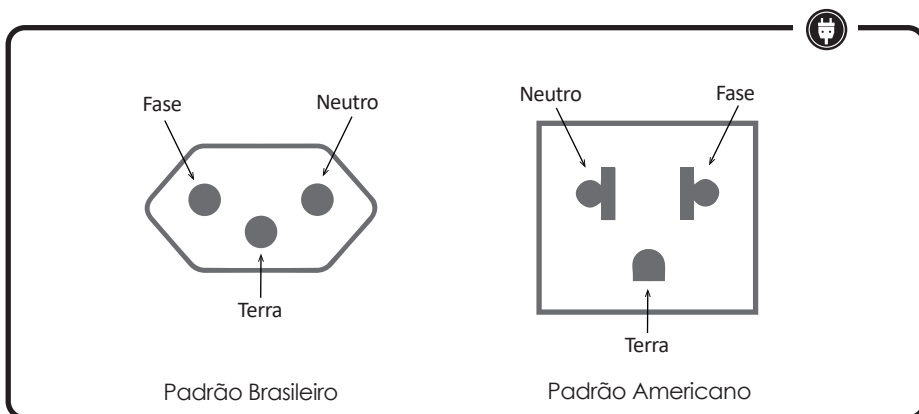 Fase
Neutro
Terra
Padrão Brasileiro
Neutro
Fase
Terra
Padrão Americano